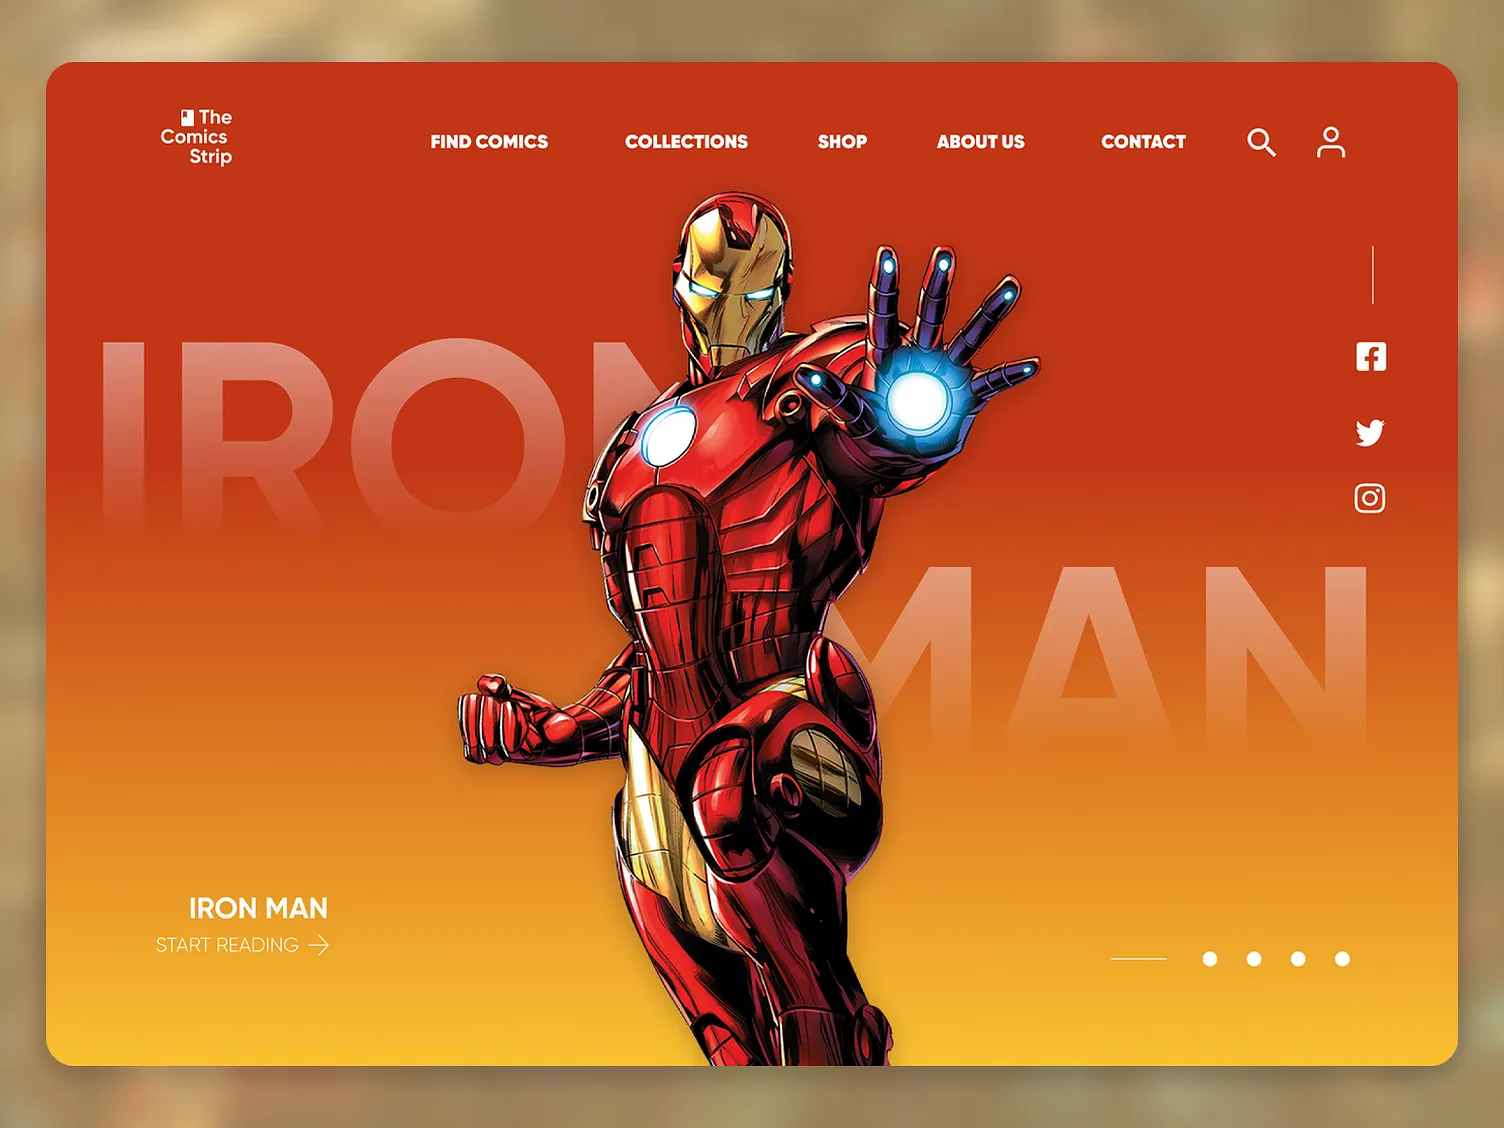 The
Comics
Strip
FIND COMICS
COLLECTIONS
SHOP
ABOUT US
CONTACT
IRON
MAN
IRON MAN
START READING